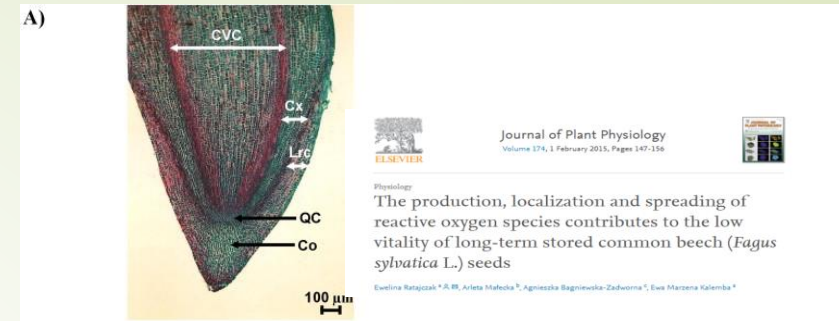 A)
CVC
Cx
Lrc
QC
Co
100 µm
ELSEVIER
Journal of Plant Physiology
Volume 174, 1 February 2015, Pages 147-156
Physiology
The production, localization and spreading of
reactive oxygen species contributes to the low
vitality of long-term stored common beech (Fagus
sylvatica L.) seeds
Ewelina Ratajczak ª, Arleta Małecka ᵇ, Agnieszka Bagniewska-Zadworna ᶜ, Ewa Marzena Kalemba ª